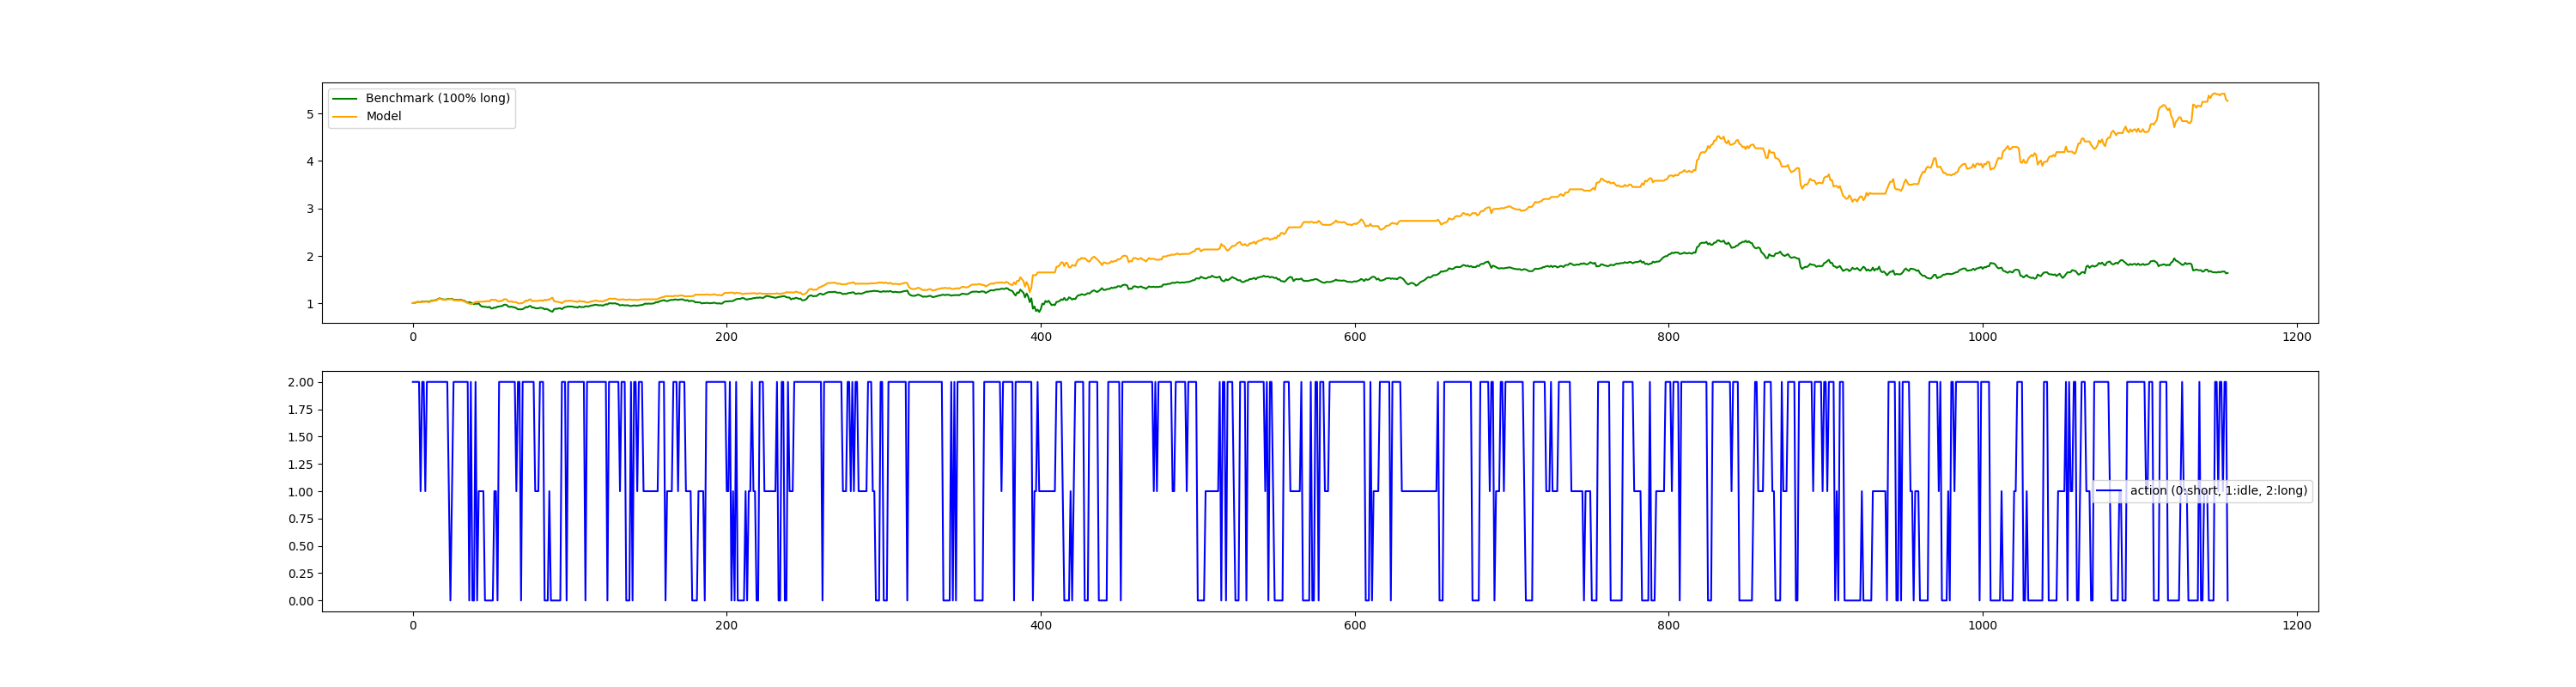 Benchmark (100% long)
Model
5
4
3
2
1
0 200 400 600 800 1000 1200
2.00
1.75
1.50
1.25
1.00
0.75
0.50
0.25
0.00
action (0:short, 1:idle, 2:long)
0 200 400 600 800 1000 1200